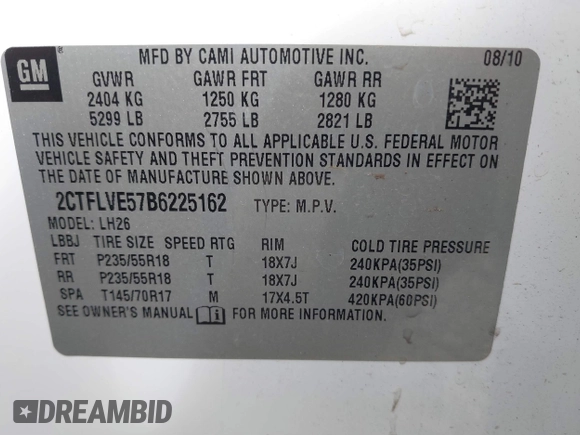 GM
MFD BY CAMI AUTOMOTIVE INC. 08/10
GVWR GAWR FRT GAWR RR
2404 KG 1250 KG 1280 KG
5299 LB 2755 LB 2821 LB
THIS VEHICLE CONFORMS TO ALL APPLICABLE U.S. FEDERAL MOTOR
VEHICLE SAFETY AND THEFT PREVENTION STANDARDS IN EFFECT ON
THE DATE OF MANUFACTURE SHOWN ABOVE.
2CTFLVE57B6225162 TYPE: M.P.V.
MODEL: LH26
LBBJ TIRE SIZE SPEED RTG RIM COLD TIRE PRESSURE
FRT P235/55R18 T 18X7J 240KPA(35PSI)
RR P235/55R18 T 18X7J 240KPA(35PSI)
SPA T145/70R17 M 17X4.5T 420KPA(60PSI)
SEE OWNER'S MANUAL FOR MORE INFORMATION.
DREAMBID